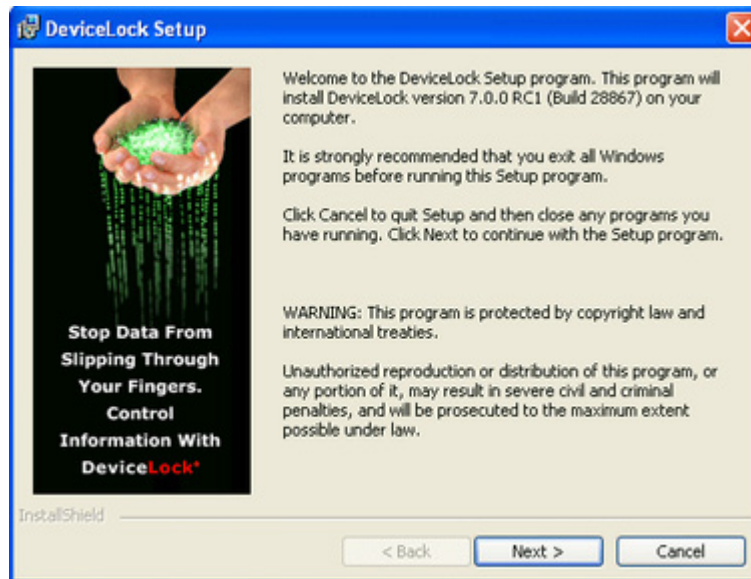 DeviceLock Setup
Welcome to the DeviceLock Setup program. This program will
install DeviceLock version 7.0.0 RC1 (Build 28867) on your
computer.
It is strongly recommended that you exit all Windows
programs before running this Setup program.
Click Cancel to quit Setup and then close any programs you
have running. Click Next to continue with the Setup program.
WARNING: This program is protected by copyright law and
international treaties.
Unauthorized reproduction or distribution of this program, or
any portion of it, may result in severe civil and criminal
penalties, and will be prosecuted to the maximum extent
possible under law.
Stop Data From
Slipping Through
Your Fingers.
Control
Information With
DeviceLock*
InstallShield
< Back
Next >
Cancel